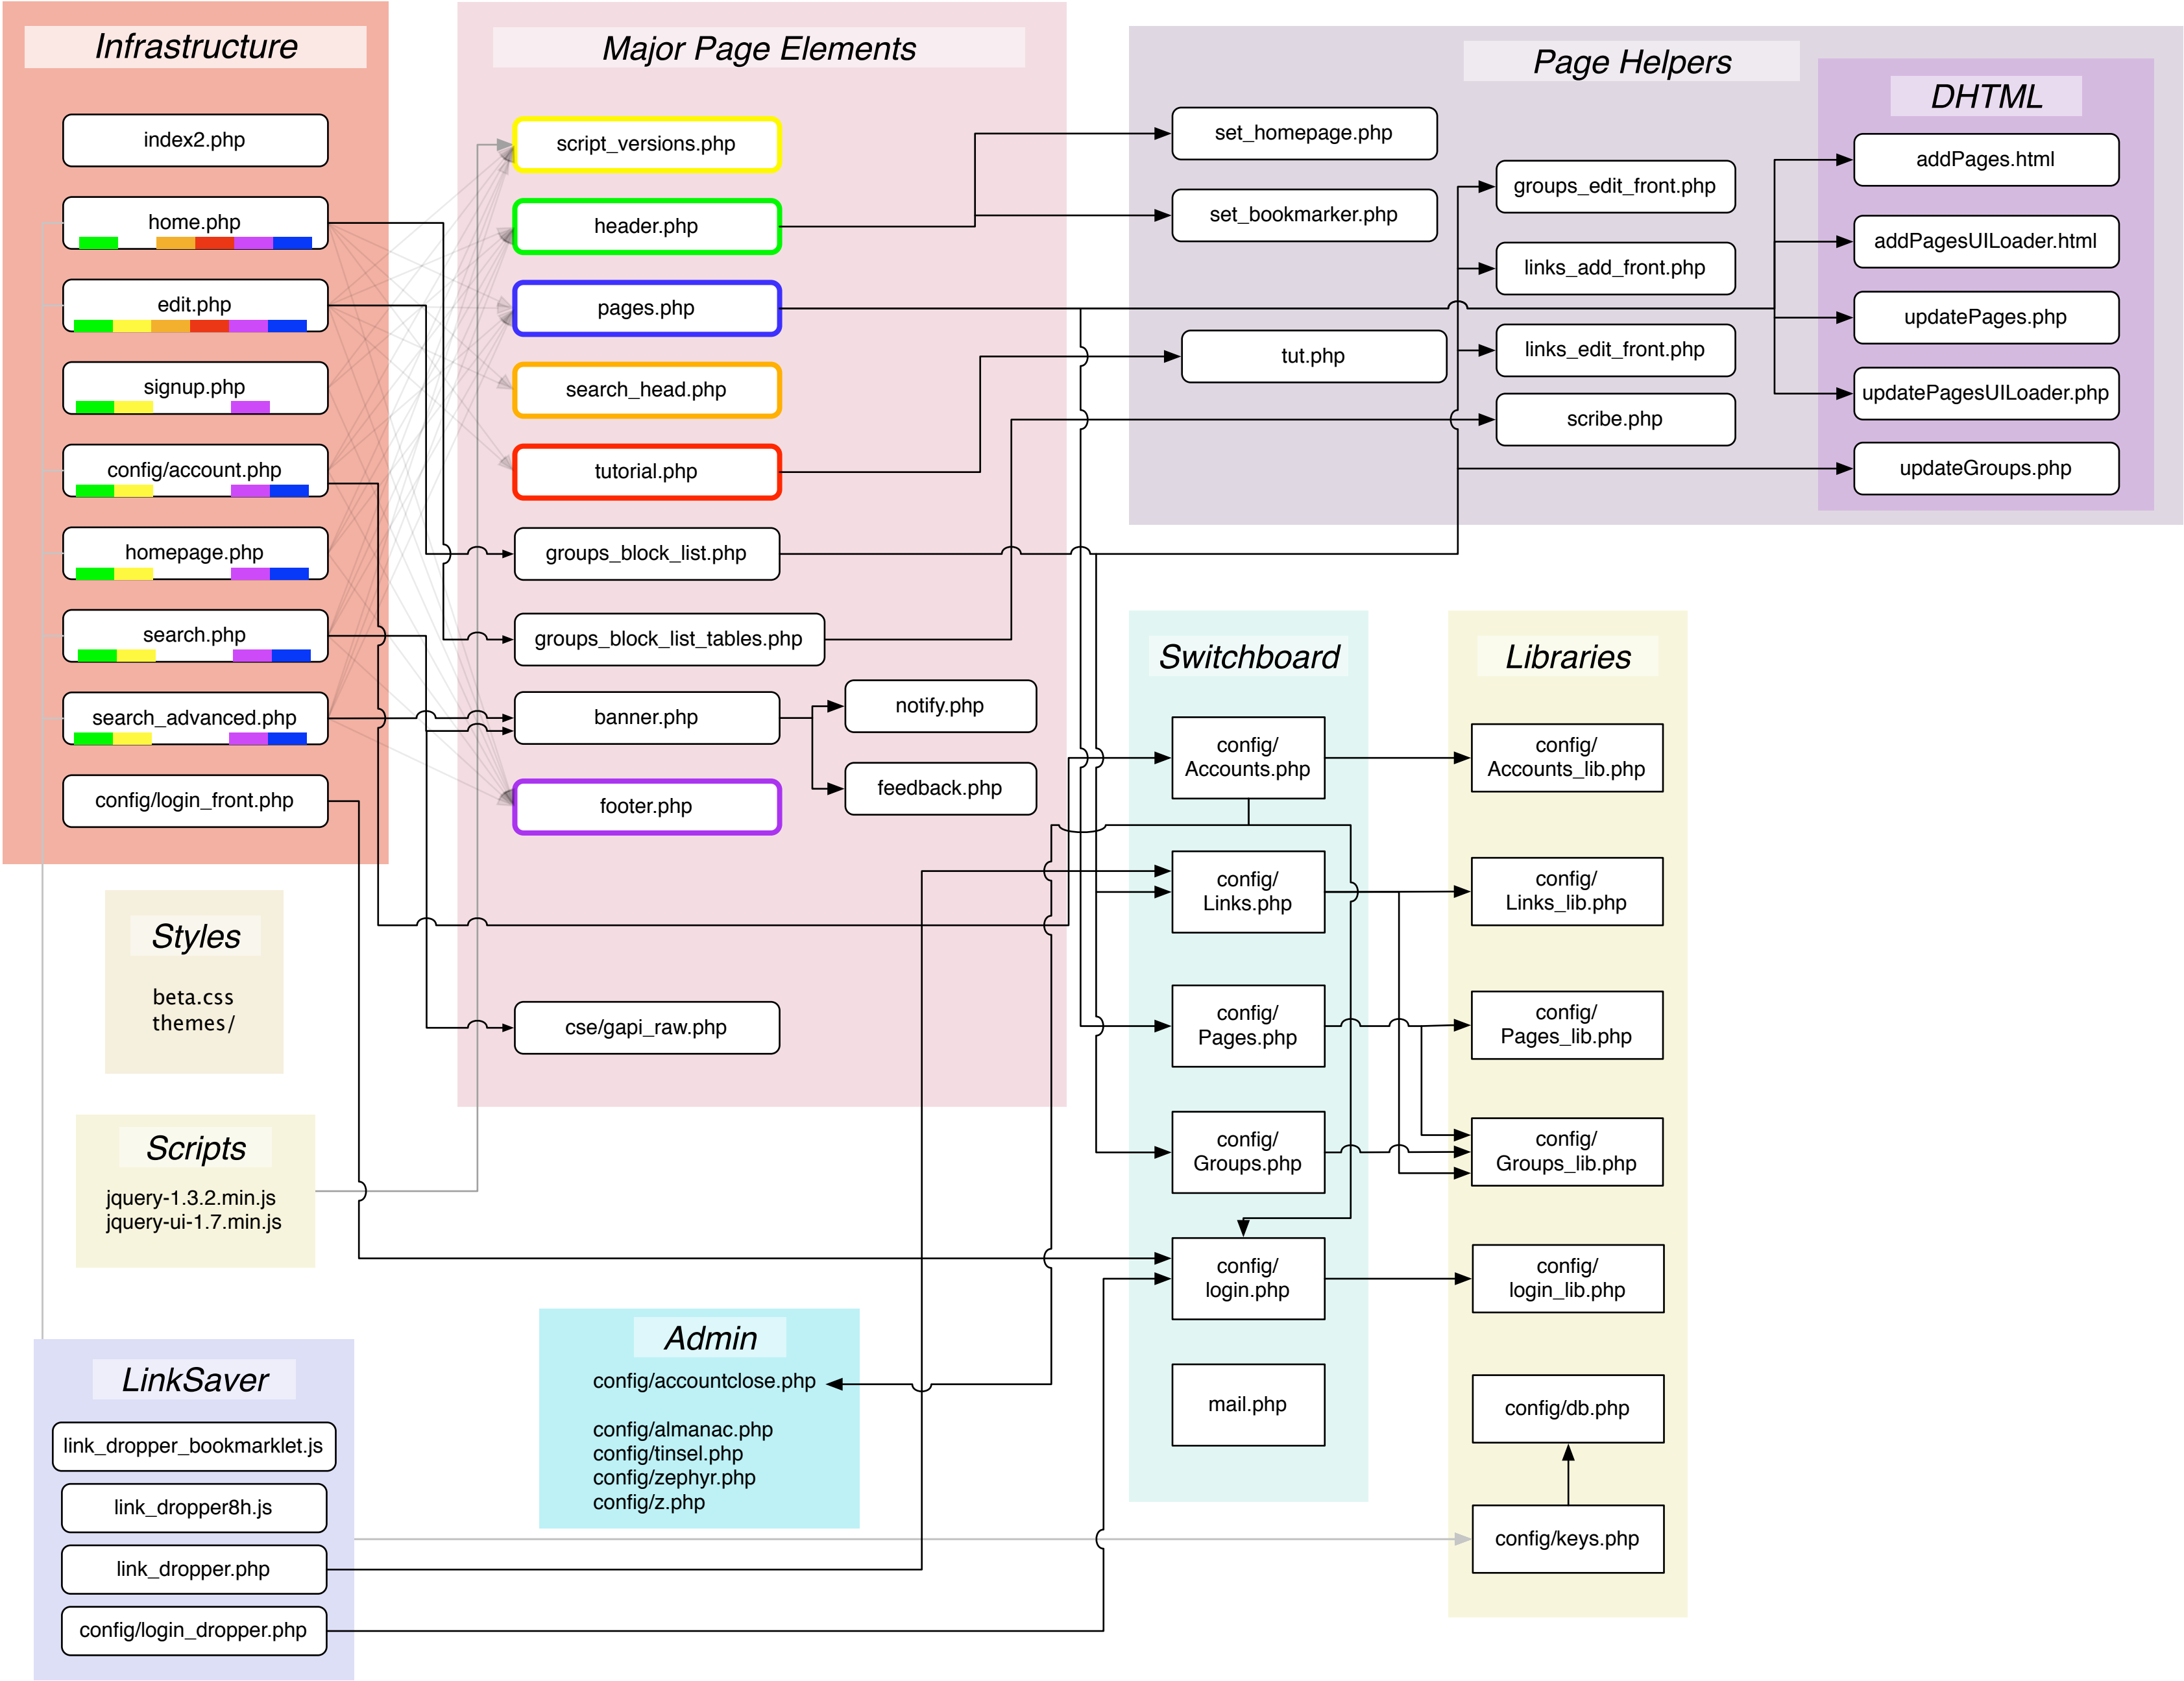 Infrastructure
index2.php
home.php
edit.php
signup.php
config/account.php
homepage.php
search.php
search_advanced.php
config/login_front.php
Major Page Elements
script_versions.php
header.php
pages.php
search_head.php
tutorial.php
groups_block_list.php
groups_block_list_tables.php
banner.php
notify.php
feedback.php
footer.php
cse/gapi_raw.php
Page Helpers
set_homepage.php
set_bookmarker.php
tut.php
groups_edit_front.php
links_add_front.php
links_edit_front.php
scribe.php
DHTML
addPages.html
addPagesUILoader.html
updatePages.php
updatePagesUILoader.php
updateGroups.php
Switchboard
config/
Accounts.php
config/
Links.php
config/
Pages.php
config/
Groups.php
config/
login.php
mail.php
Libraries
config/
Accounts_lib.php
config/
Links_lib.php
config/
Pages_lib.php
config/
Groups_lib.php
config/
login_lib.php
config/db.php
config/keys.php
Styles
beta.css
themes/
Scripts
jquery-1.3.2.min.js
jquery-ui-1.7.min.js
LinkSaver
link_dropper_bookmarklet.js
link_dropper8h.js
link_dropper.php
config/login_dropper.php
Admin
config/accountclose.php
config/almanac.php
config/tinsel.php
config/zephyr.php
config/z.php